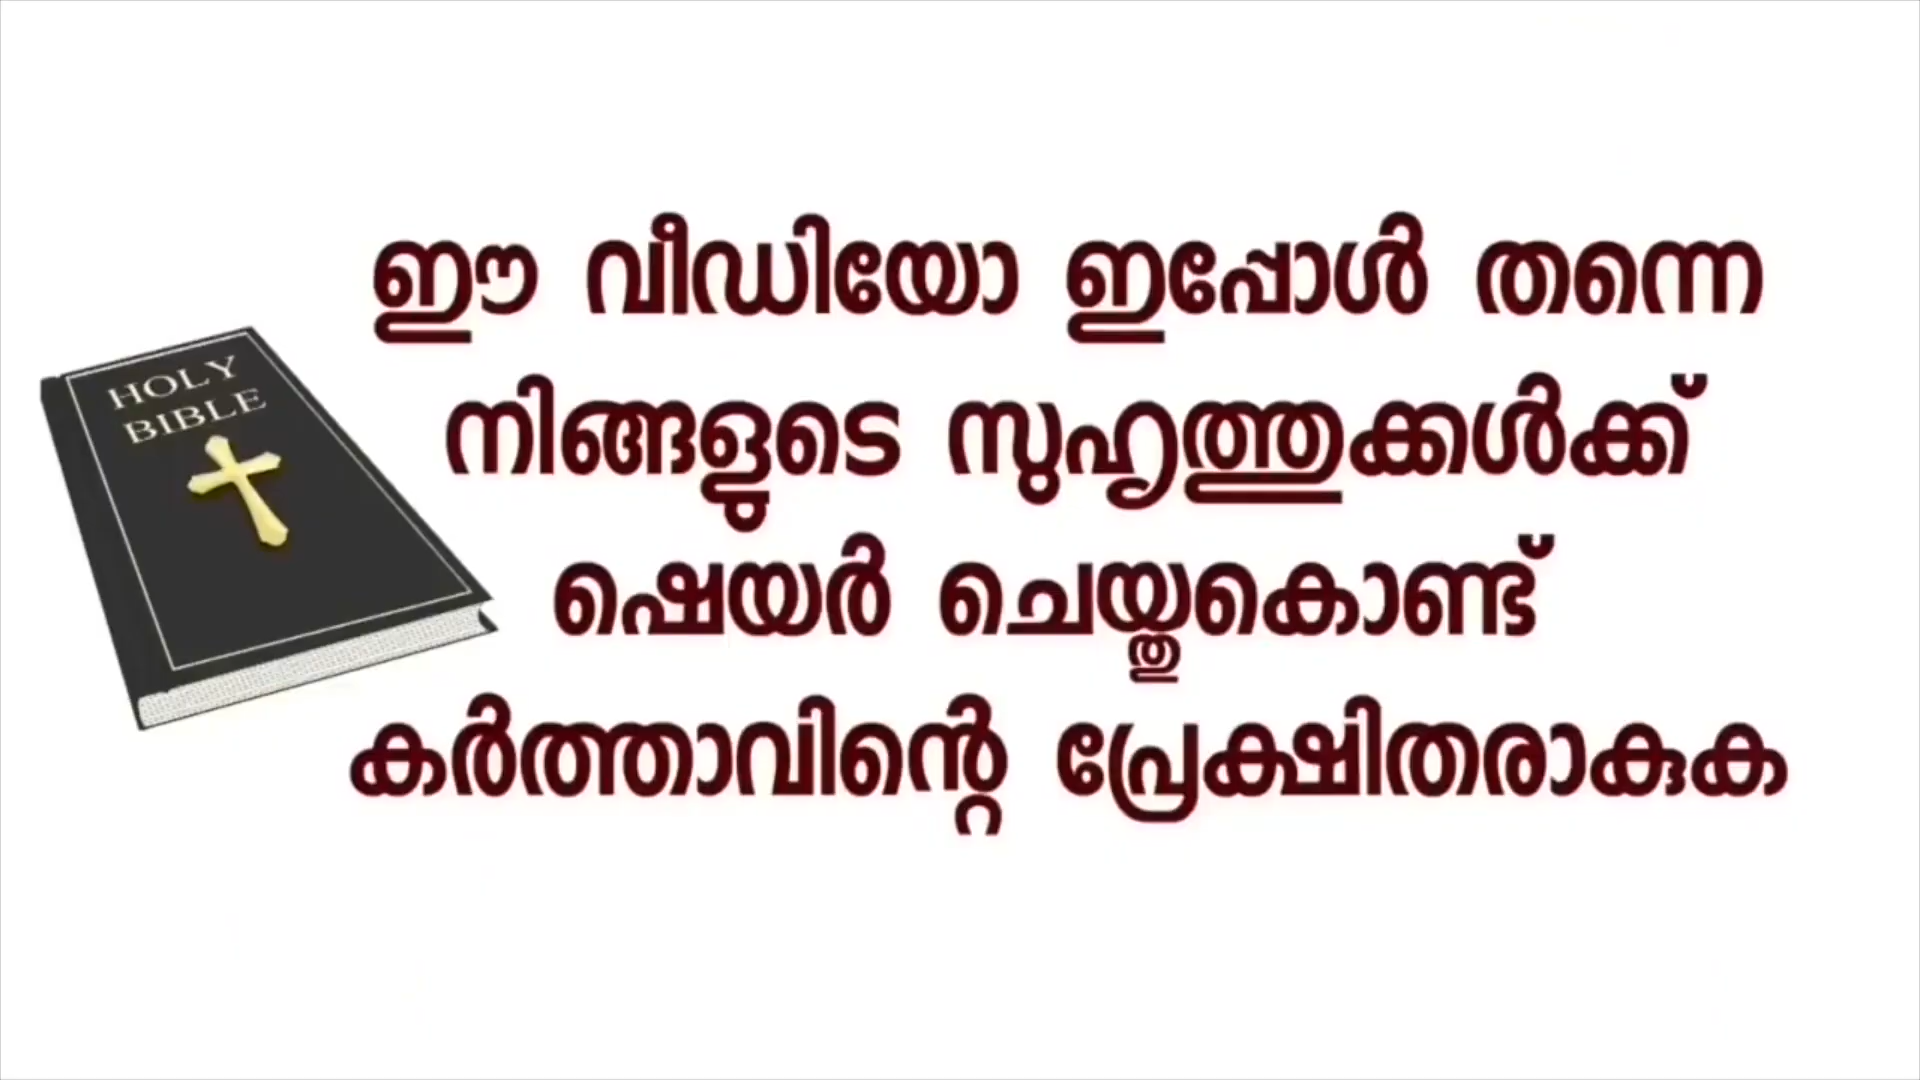 HOLY
BIBLE
ഈ വീഡിയോ ഇപ്പോൾ തന്നെ
നിങ്ങളുടെ സുഹൃത്തുക്കൾക്ക്
ഷെയർ ചെയ്തുകൊണ്ട്
കർത്താവിന്റെ പ്രേക്ഷിതരാകുക